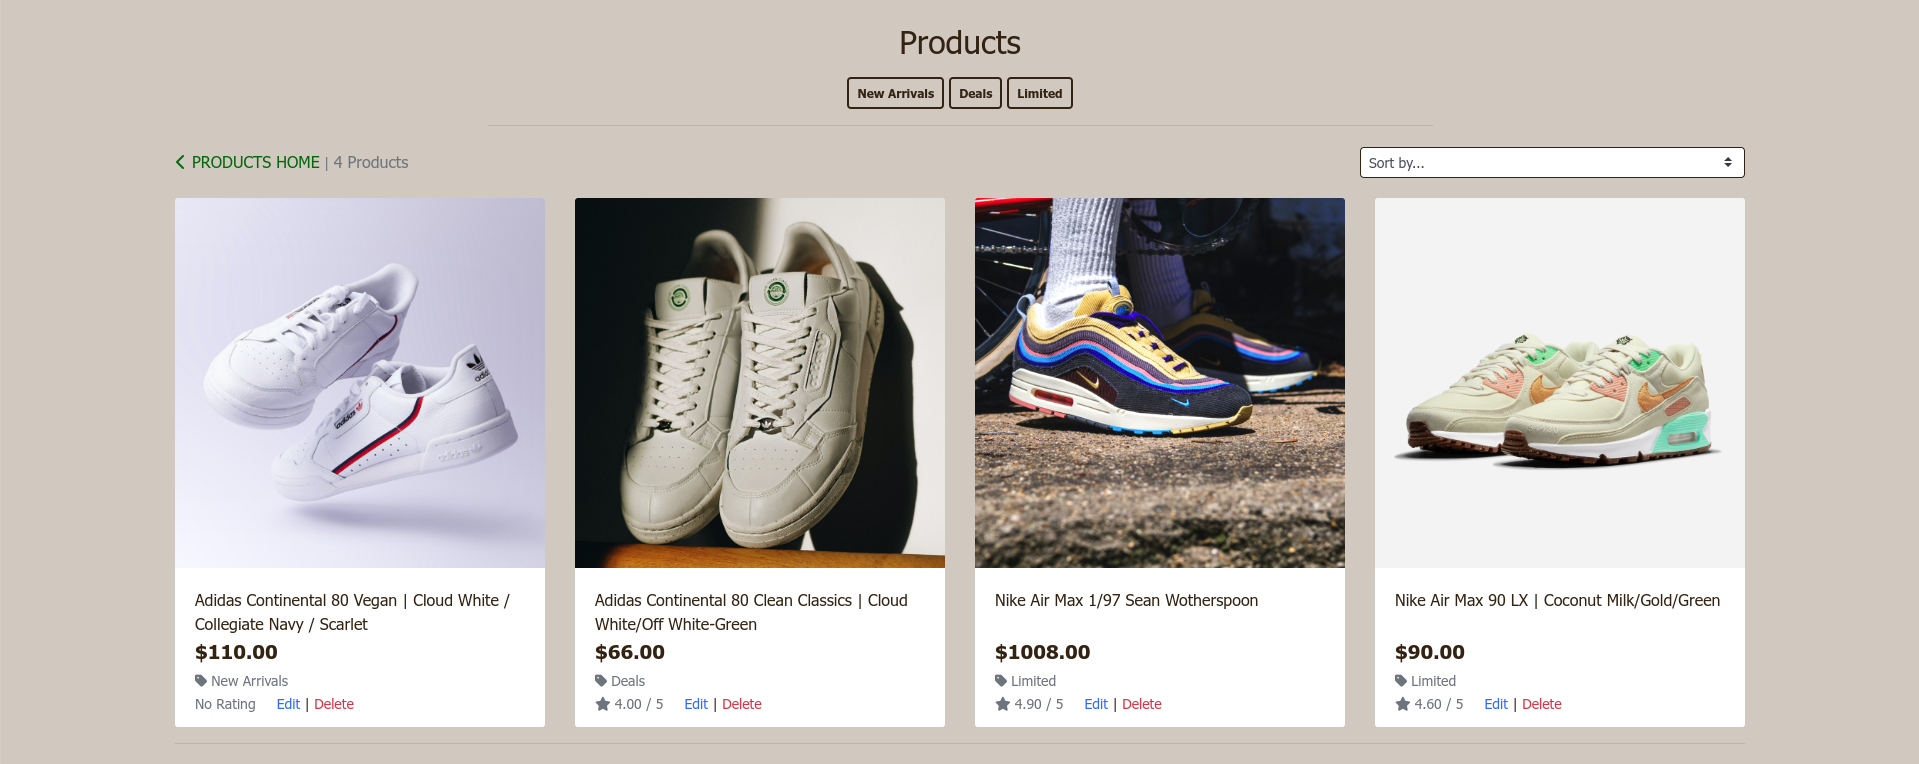 Products
New Arrivals Deals Limited
PRODUCTS HOME | 4 Products
Sort by...
adidas
adidas
Adidas Continental 80 Vegan | Cloud White /
Collegiate Navy / Scarlet
$110.00
New Arrivals
No Rating Edit | Delete
Adidas Continental 80 Clean Classics | Cloud
White/Off White-Green
$66.00
Deals
4.00 / 5 Edit | Delete
Nike Air Max 1/97 Sean Wotherspoon
$1008.00
Limited
4.90 / 5 Edit | Delete
Nike Air Max 90 LX | Coconut Milk/Gold/Green
$90.00
Limited
4.60 / 5 Edit | Delete